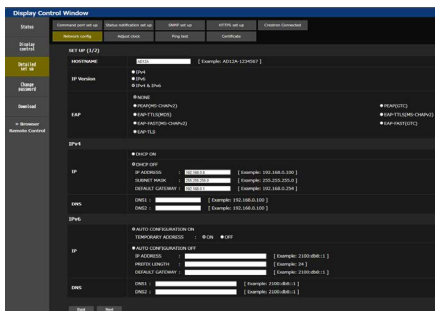 Display Cont
Status
Command port set up Status notification set up SNMP set up HTTPS set up Crestron Connected
Network config Adjust clock Ping test Certificate
Display control
Detailed set up
Change password
Download
» Browser Remote Control
SET UP (1/2)
HOSTNAME [ Example: AD12A-1234567 ]
IP Version
IPv4
IPv6
IPv4 & IPv6
EAP
NONE
PEAP(MS-CHAPv2) PEAP(GTC)
EAP-TTLS(MD5) EAP-TTLS(MS-CHAPv2)
EAP-FAST(MS-CHAPv2) EAP-FAST(GTC)
EAP-TLS
IPv4
IP
DHCP ON
DHCP OFF
IP ADDRESS : [ Example: 192.168.0.100 ]
SUBNET MASK : [ Example: 255.255.255.0 ]
DEFAULT GATEWAY : [ Example: 192.168.0.254 ]
DNS
DNS1 : [ Example: 192.168.0.100 ]
DNS2 : [ Example: 192.168.0.100 ]
IPv6
IP
AUTO CONFIGURATION ON
TEMPORARY ADDRESS : ON OFF
AUTO CONFIGURATION OFF
IP ADDRESS : [ Example: 2100:db8::1 ]
PREFIX LENGTH : [ Example: 24 ]
DEFAULT GATEWAY : [ Example: 2100:db8::1 ]
DNS
DNS1 : [ Example: 2100:db8::1 ]
DNS2 : [ Example: 2100:db8::1 ]
Back Next